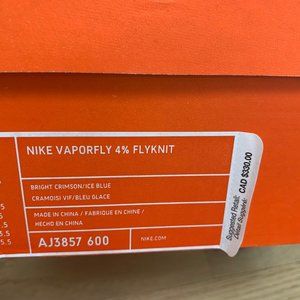 NIKE VAPORFLY 4% FLYKNIT
BRIGHT CRIMSON/ICE BLUE
CRAMOISI VIF/BLEU GLACE
MADE IN CHINA / FABRIQUE EN CHINE /
HECHO EN CHINA
AJ3857 600
NIKE.COM
Suggested Retail:
CAD $330.00